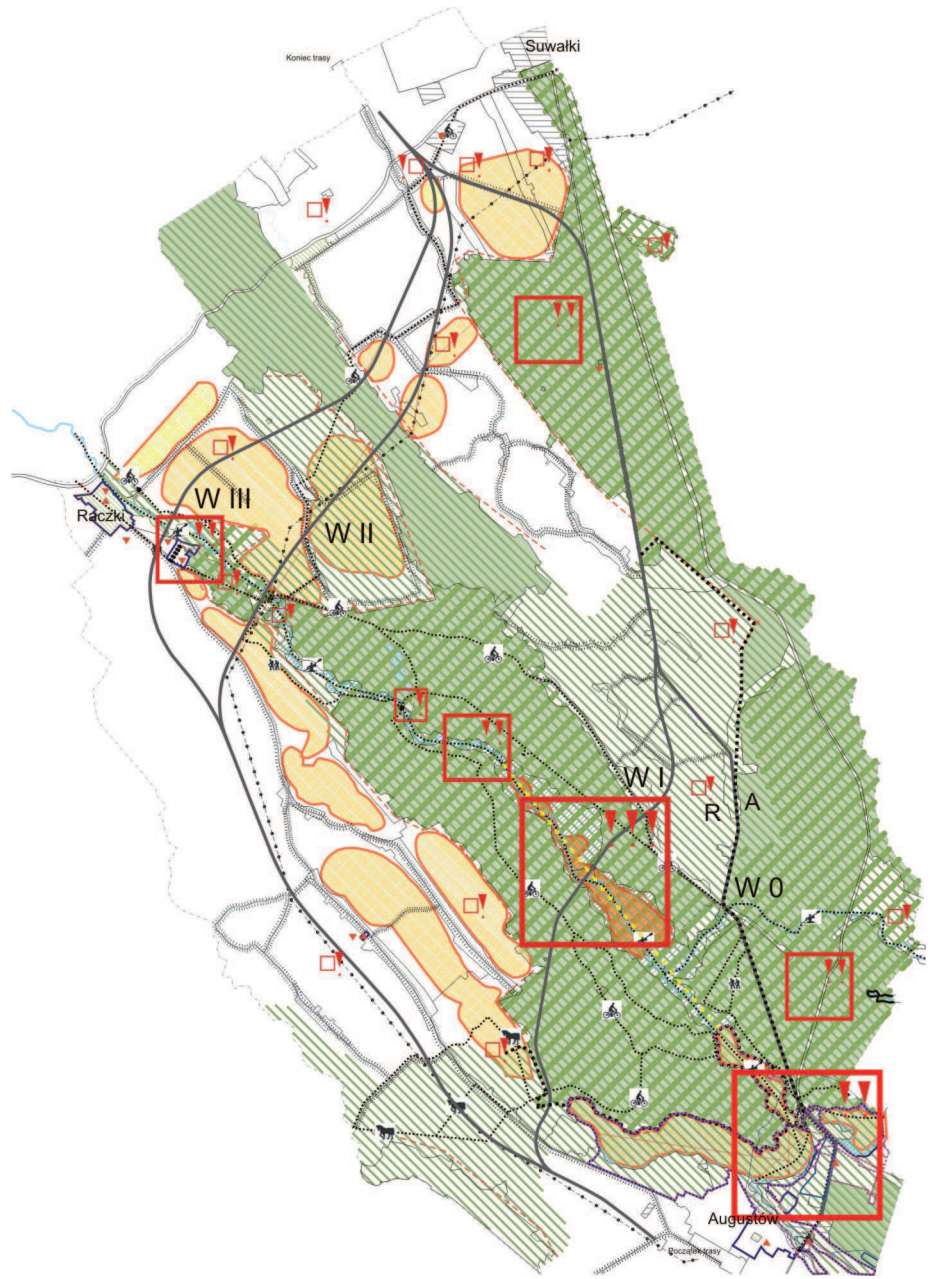 Suwałki
Koniec trasy
W III
Raczki
W II
W I
R
A
W 0
Augustów
Początek trasy